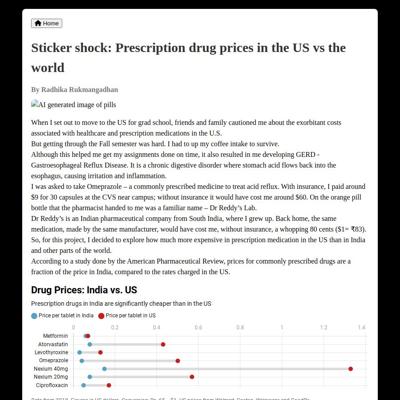 Home
Sticker shock: Prescription drug prices in the US vs the
world
By Radhika Rukmangadhan
AI generated image of pills
When I set out to move to the US for grad school, friends and family cautioned me about the exorbitant costs
associated with healthcare and prescription medications in the U.S.
But getting through the Fall semester was hard. I had to up my coffee intake to survive.
Although this helped me get my assignments done on time, it also resulted in me developing GERD -
Gastroesophageal Reflux Disease. It is a chronic digestive disorder where stomach acid flows back into the
esophagus, causing irritation and inflammation.
I was asked to take Omeprazole – a commonly prescribed medicine to treat acid reflux. With insurance, I paid around
$9 for 30 capsules at the CVS near campus; without insurance it would have cost me around $60. On the orange pill
bottle that the pharmacist handed to me was a familiar name – Dr Reddy's Lab.
Dr Reddy's is an Indian pharmaceutical company from South India, where I grew up. Back home, the same
medication, made by the same manufacturer, would have cost me, without insurance, a whopping 80 cents ($1= ₹83).
So, for this project, I decided to explore how much more expensive in prescription medication in the US than in India
and other parts of the world.
According to a study done by the American Pharmaceutical Review, prices for commonly prescribed drugs are a
fraction of the price in India, compared to the rates charged in the US.
Drug Prices: India vs. US
Prescription drugs in India are significantly cheaper than in the US
Price per tablet in India Price per tablet in US
0 0.2 0.4 0.6 0.8 1 1.2 1.4
Metformin
Atorvastatin
Levothyroxine
Omeprazole
Nexium 40mg
Nexium 20mg
Ciprofloxacin